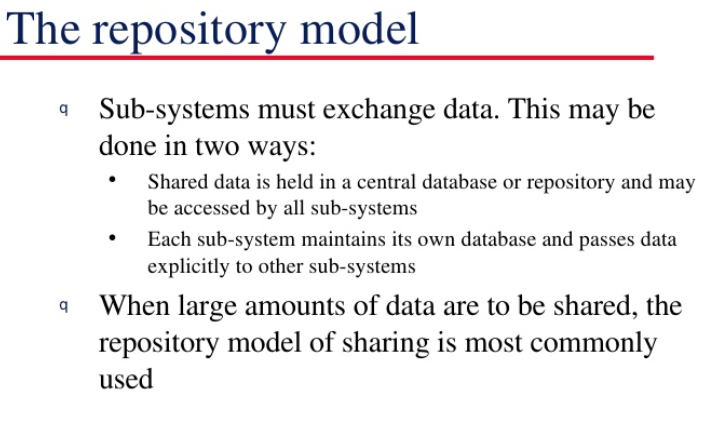 The repository model
q Sub-systems must exchange data. This may be
done in two ways:
• Shared data is held in a central database or repository and may
be accessed by all sub-systems
• Each sub-system maintains its own database and passes data
explicitly to other sub-systems
q When large amounts of data are to be shared, the
repository model of sharing is most commonly
used